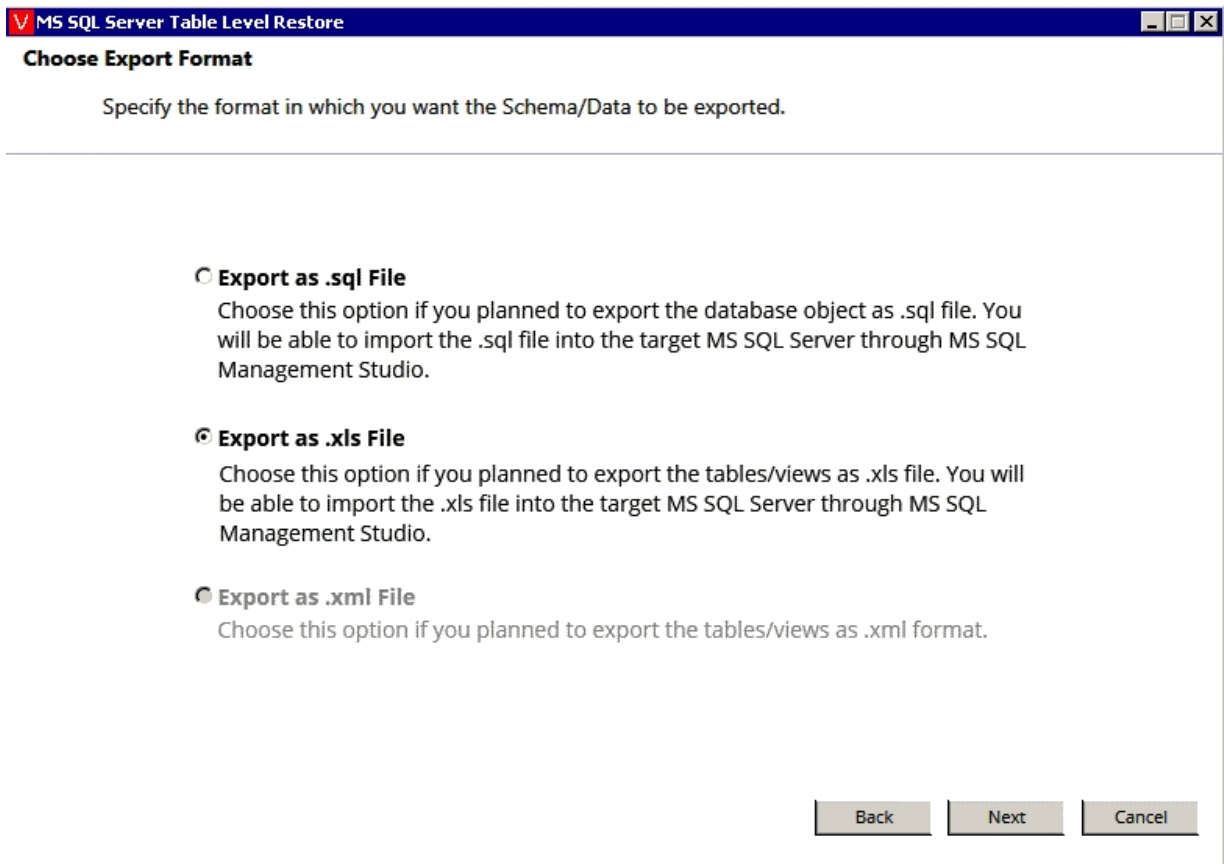 V MS SQL Server Table Level Restore
Choose Export Format
Specify the format in which you want the Schema/Data to be exported.
Export as .sql File
Choose this option if you planned to export the database object as .sql file. You
will be able to import the .sql file into the target MS SQL Server through MS SQL
Management Studio.
Export as .xls File
Choose this option if you planned to export the tables/views as .xls file. You will
be able to import the .xls file into the target MS SQL Server through MS SQL
Management Studio.
Export as .xml File
Choose this option if you planned to export the tables/views as .xml format.
Back Next Cancel